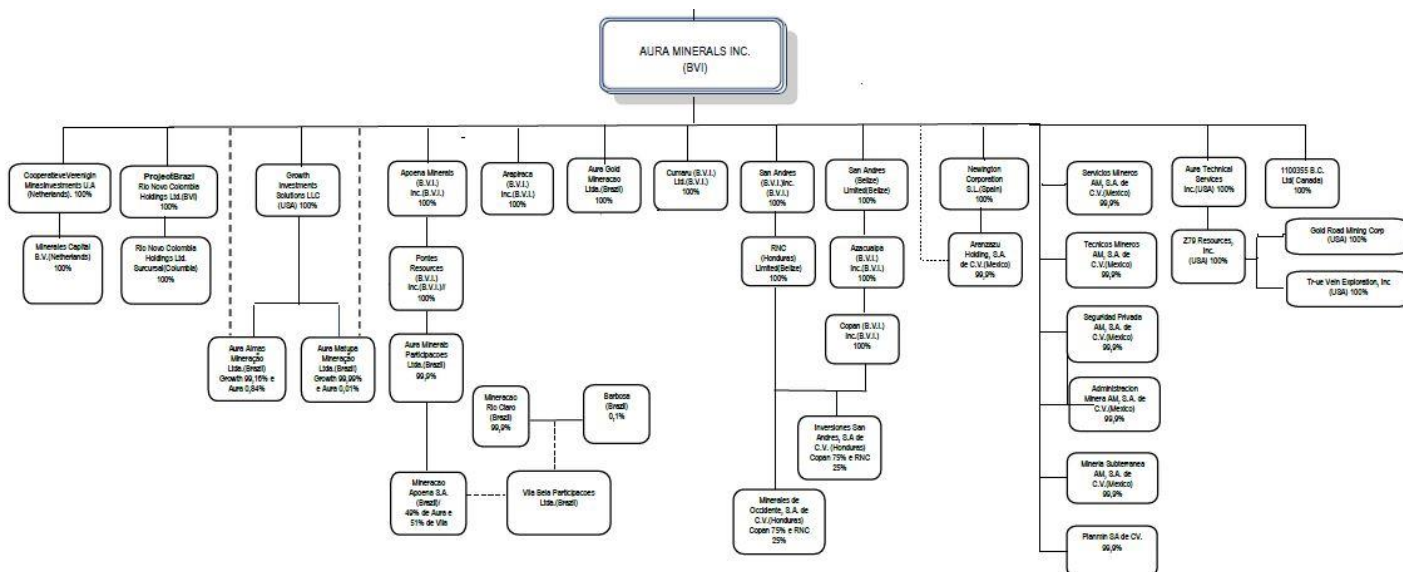 AURA MINERALS INC.
(BVI)
CooperatieveVerenigin
MinesInvestments U.A
(Netherlands). 100%
ProjectBrazil
Rio Novo Colombia
Holdings Ltd.(BVI)
100%
Growth
Investments
Solutions LLC
(USA) 100%
Apoena Minerals
(B.V.I.)
Inc.(B.V.I.)
100%
Arapiraca
(B.V.I.)
Inc.(B.V.I.)
100%
Aura Gold
Mineracao
Ltda.(Brazil)
100%
Cumaru (B.V.I.)
Ltd.(B.V.I.)
100%
San Andres
(B.V.I.)Inc.
(B.V.I.)
100%
San Andres
(Belize)
Limited(Belize)
100%
Newington
Corporation
S.L.(Spain)
100%
Servicios Mineros
AM, S.A. de
C.V.(Mexico)
99,9%
Aura Technical
Services
Inc.(USA) 100%
1100355 B.C.
Ltd( Canada)
100%
Minerales Capital
B.V.(Netherlands)
100%
Rio Novo Colombia
Holdings Ltd.
Surcursal(Columbia)
100%
Pontes
Resources
(B.V.I.)
Inc.(B.V.I.)/
100%
RNC
(Honduras)
Limited(Belize)
100%
Azacualpa
(B.V.I.)
Inc.(B.V.I.)
100%
Aranzazu
Holding, S.A.
de C.V.(Mexico)
99,9%
Tecnicos Mineros
AM, S.A. de
C.V.(Mexico)
99,9%
Z79 Resources,
Inc.
(USA) 100%
Gold Road Mining Corp
(USA) 100%
Tr-ue Vein Exploration, Inc
(USA) 100%
Aura Almas
Mineração
Ltda.(Brazil)
Growth 99,16% e
Aura 0,84%
Aura Matupa
Mineração
Ltda.(Brazil)
Growth 99,99%
e Aura 0,01%
Aura Minerals
Participacoes
Ltda.(Brazil)
99,9%
Copan (B.V.I.)
Inc.(B.V.I.)
100%
Seguridad Privada
AM, S.A. de
C.V.(Mexico)
99,9%
Mineracao
Rio Claro
(Brazil)
99,9%
Barbosa
(Brazil)
0,1%
Administracion
Minera AM, S.A. de
C.V.(Mexico)
99,9%
Inversiones San
Andres, S.A de
C.V. (Honduras)
Copan 75% e RNC
25%
Mineracao
Apoena S.A.
(Brazil)/
49% de Aura e
51% de Vila
Vila Bela Participacoes
Ltda.(Brazil)
Minerales de
Occidente, S.A. de
C.V.(Honduras)
Copan 75% e RNC
25%
Mineria Subterranea
AM, S.A. de
C.V.(Mexico)
99,9%
Planmin SA de CV.
99,9%